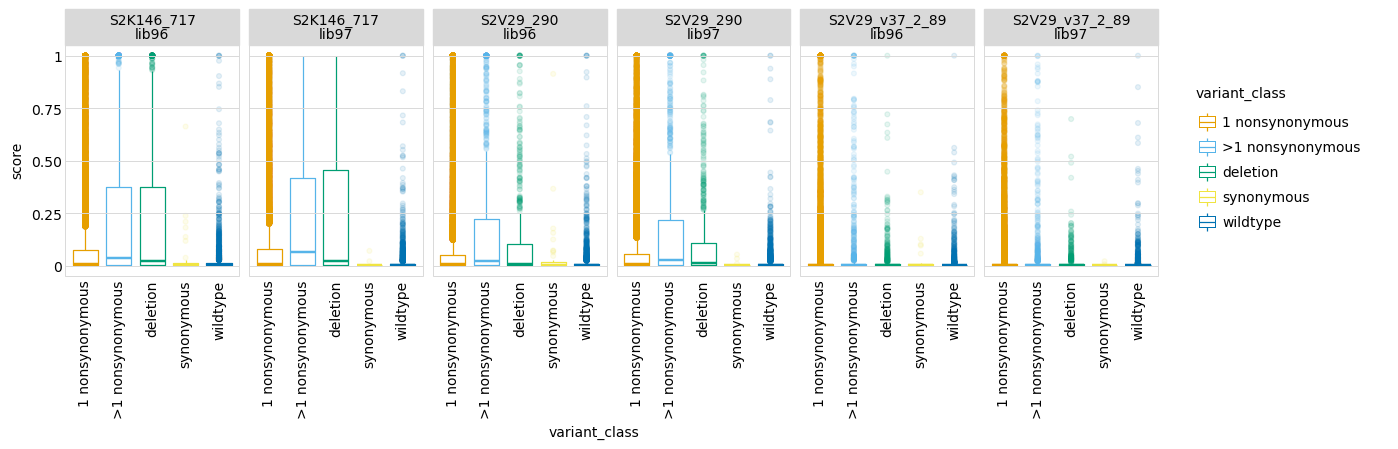 S2K146_717
lib96
S2K146_717
lib97
S2V29_290
lib96
S2V29_290
lib97
S2V29_v37_2_89
lib96
S2V29_v37_2_89
lib97
score
1
0.75
0.50
0.25
0
1 nonsynonymous
>1 nonsynonymous
deletion
synonymous
wildtype
1 nonsynonymous
>1 nonsynonymous
deletion
synonymous
wildtype
1 nonsynonymous
>1 nonsynonymous
deletion
synonymous
wildtype
1 nonsynonymous
>1 nonsynonymous
deletion
synonymous
wildtype
1 nonsynonymous
>1 nonsynonymous
deletion
synonymous
wildtype
1 nonsynonymous
>1 nonsynonymous
deletion
synonymous
wildtype
variant_class
variant_class
1 nonsynonymous
>1 nonsynonymous
deletion
synonymous
wildtype